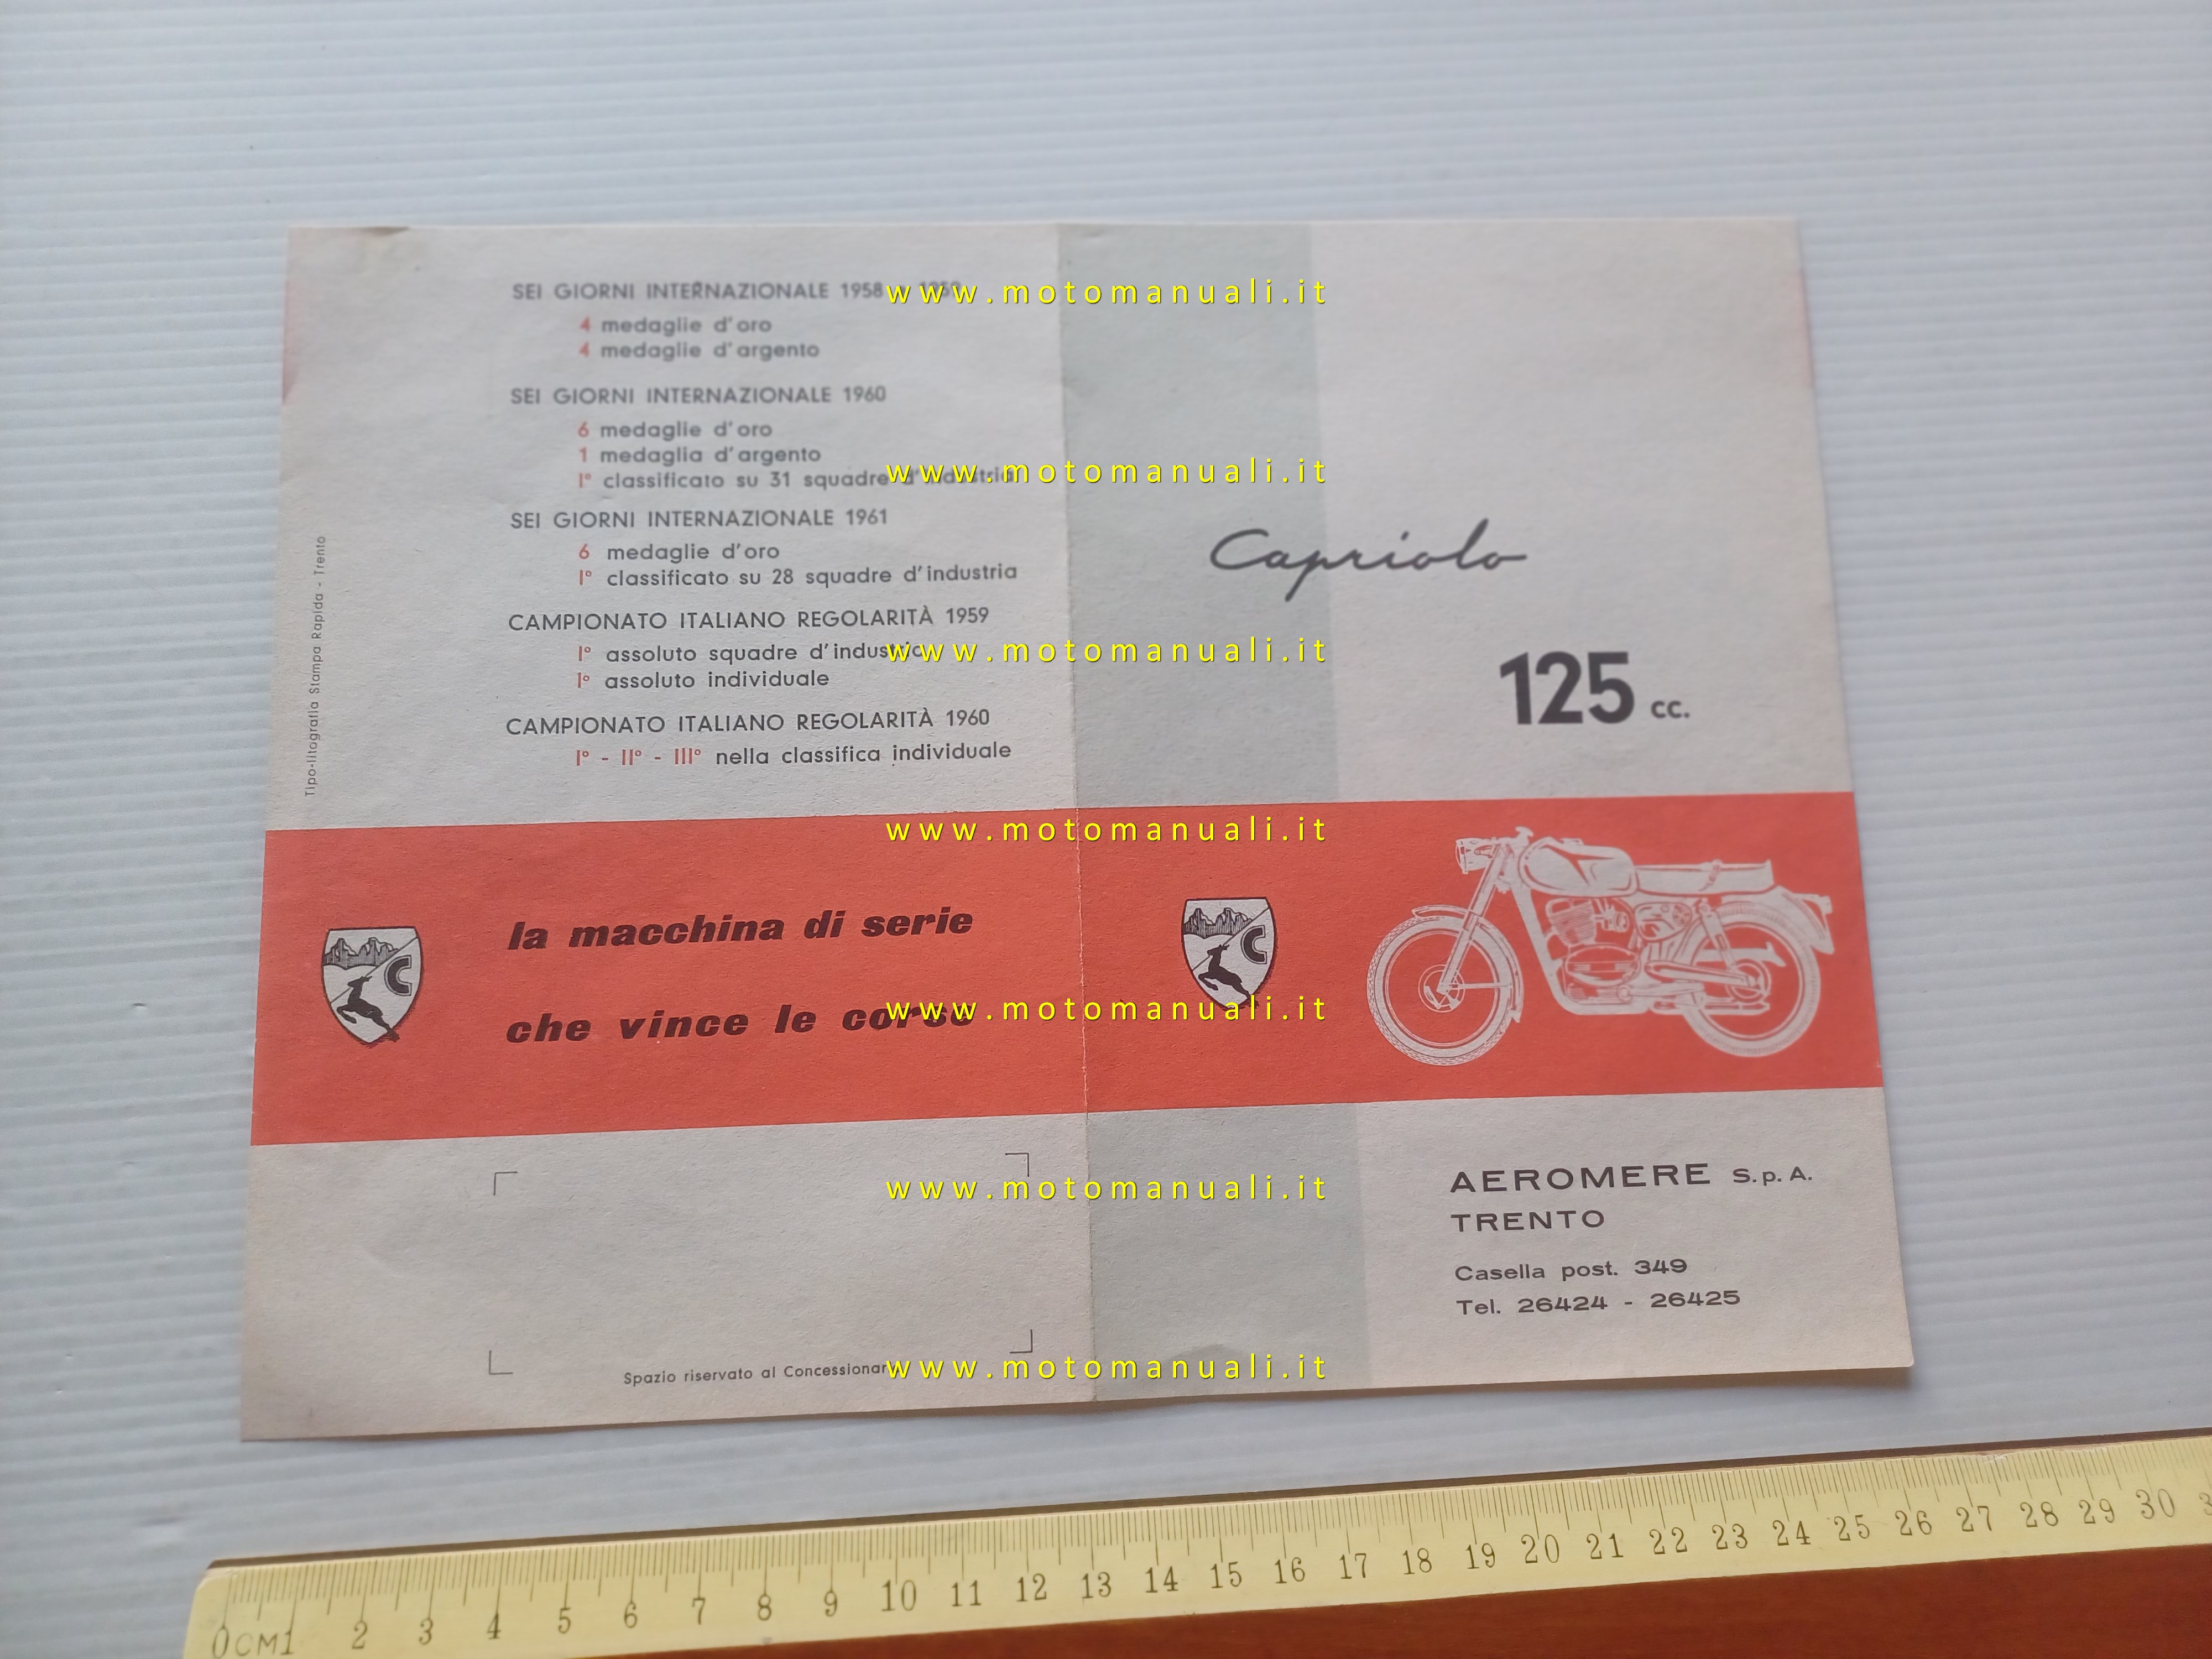 SEI GIORNI INTERNAZIONALE 1958
4 medaglie d'oro
4 medaglie d'argento
SEI GIORNI INTERNAZIONALE 1960
6 medaglie d'oro
1 medaglia d'argento
I° classificato su 31 squadre d'industria
SEI GIORNI INTERNAZIONALE 1961
6 medaglie d'oro
I° classificato su 28 squadre d'industria
CAMPIONATO ITALIANO REGOLARITÀ 1959
I° assoluto squadre d'industria
I° assoluto individuale
CAMPIONATO ITALIANO REGOLARITÀ 1960
I° - II° - III° nella classifica individuale
Tipo-litografia Stampa Rapida - Trento
C
la macchina di serie
che vince le corse
Spazio riservato al
Capriolo
125 cc.
C
AEROMERE S.p.A.
TRENTO
Casella post. 349
Tel. 26424 - 26425
www.motomanuali.it
www.motomanuali.it
www.motomanuali.it
www.motomanuali.it
www.motomanuali.it
www.motomanuali.it
www.motomanuali.it
0CM1 2 3 4 5 6 7 8 9 10 11 12 13 14 15 16 17 18 19 20 21 22 23 24 25 26 27 28 29 30